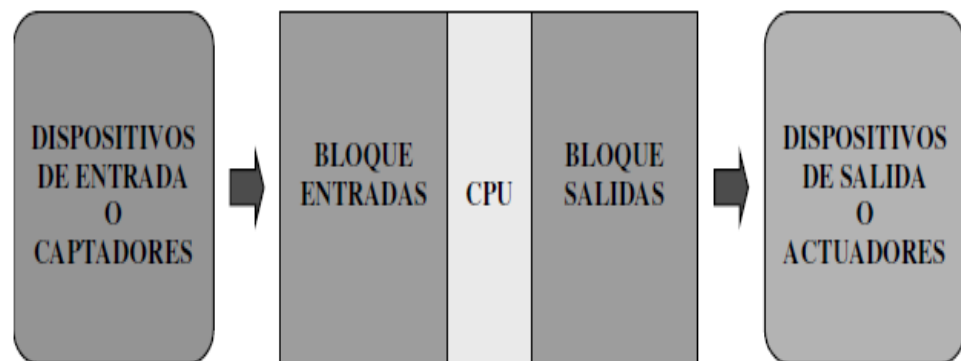 DISPOSITIVOS
DE ENTRADA
O
CAPTADORES
BLOQUE
ENTRADAS
CPU
BLOQUE
SALIDAS
DISPOSITIVOS
DE SALIDA
O
ACTUADORES